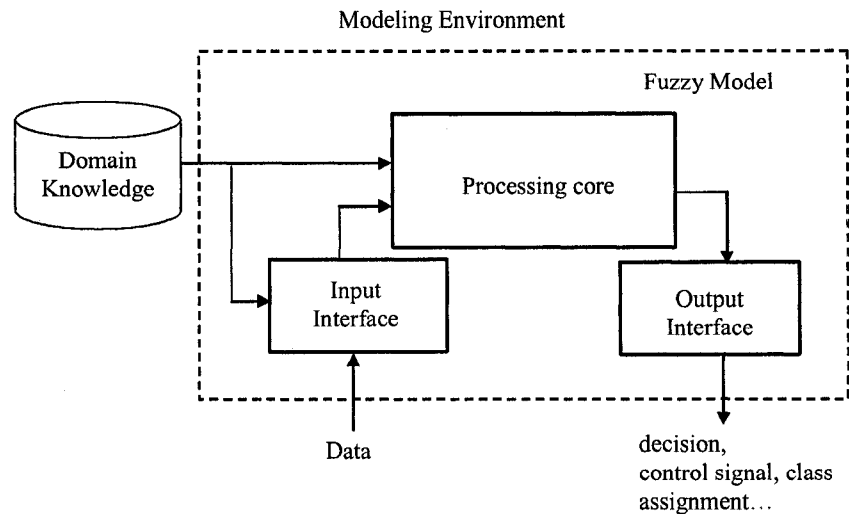 Modeling Environment
Fuzzy Model
Domain
Knowledge
Processing core
Input
Interface
Output
Interface
Data
decision,
control signal, class
assignment...